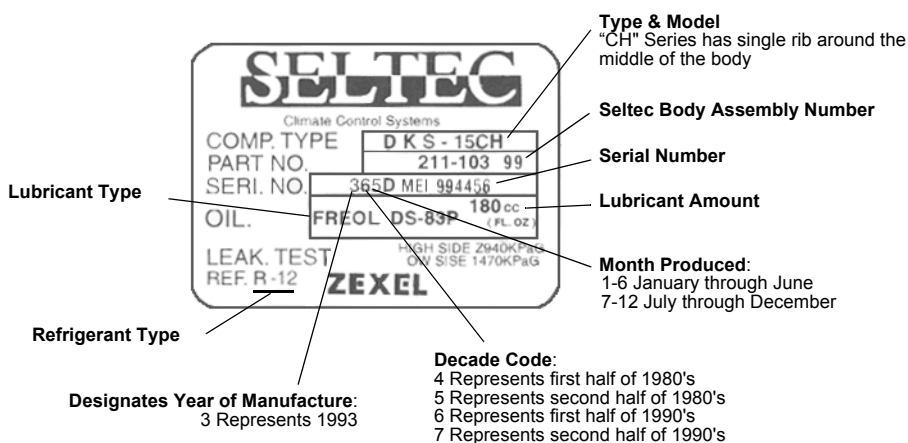 Type & Model
“CH" Series has single rib around the
middle of the body
SELTEC
Climate Control Systems
COMP. TYPE DKS-15CH
Seltec Body Assembly Number
PART NO. 211-103 99
Serial Number
SERI. NO. 365D MEI 994456
Lubricant Type
Lubricant Amount
OIL. FREOL DS-83P 180 cc
(FL. OZ)
LEAK. TEST HIGH SIDE Z940KPaG
OW SISE 1470KPaG
REF. R-12 ZEXEL
Month Produced:
1-6 January through June
7-12 July through December
Refrigerant Type
Designates Year of Manufacture:
3 Represents 1993
Decade Code:
4 Represents first half of 1980's
5 Represents second half of 1980's
6 Represents first half of 1990's
7 Represents second half of 1990's